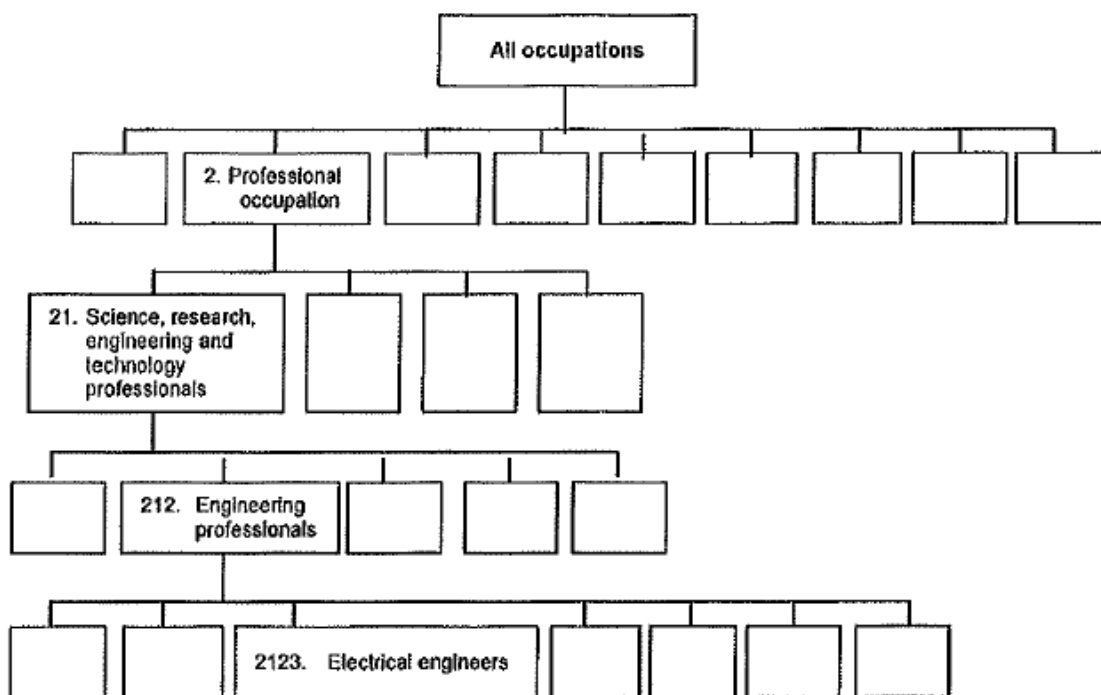 All occupations
2. Professional
occupation
21. Science, research,
engineering and
technology
professionals
212. Engineering
professionals
2123. Electrical engineers